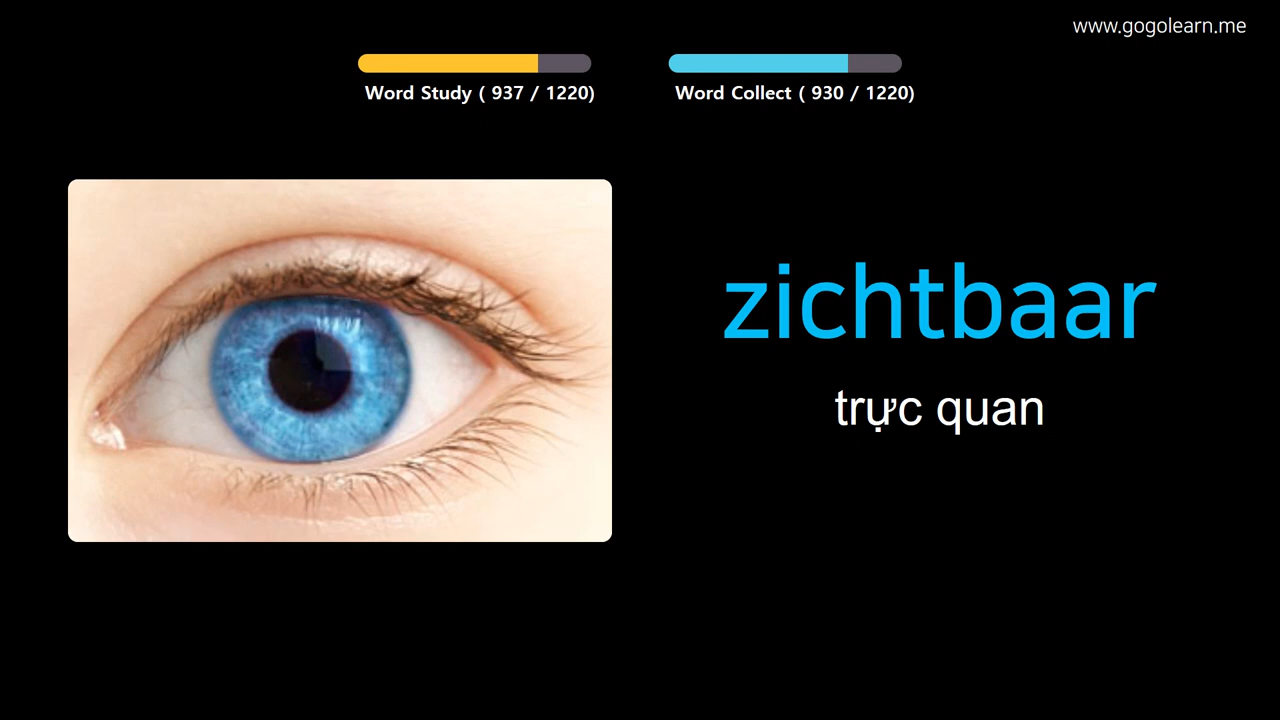 www.gogolearn.me
Word Study ( 937 / 1220)
Word Collect ( 930 / 1220)
zichtbaar
trực quan